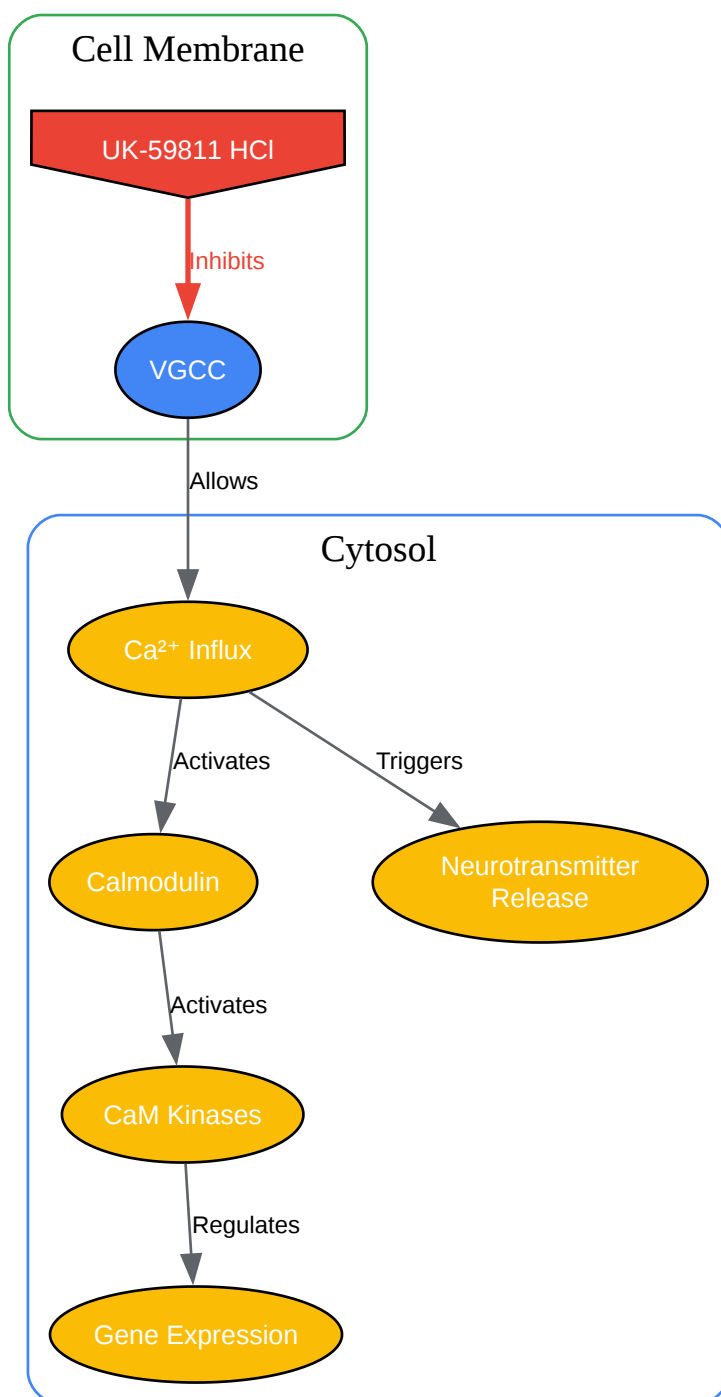 Cell Membrane
UK-59811 HCl
Inhibits
VGCC
Allows
Cytosol
Ca²⁺ Influx
Activates
Triggers
Calmodulin
Neurotransmitter
Release
Activates
CaM Kinases
Regulates
Gene Expression